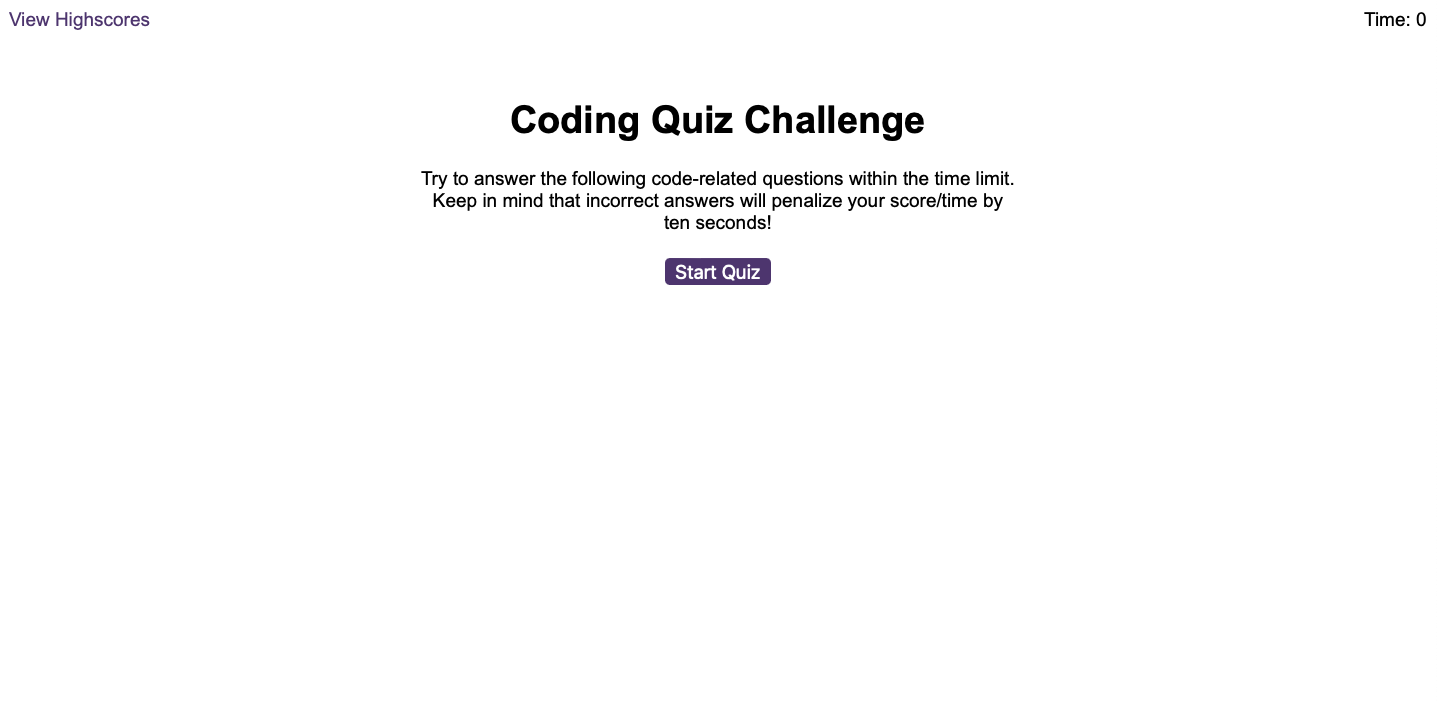 View Highscores
Time: 0
Coding Quiz Challenge
Try to answer the following code-related questions within the time limit.
Keep in mind that incorrect answers will penalize your score/time by
ten seconds!
Start Quiz